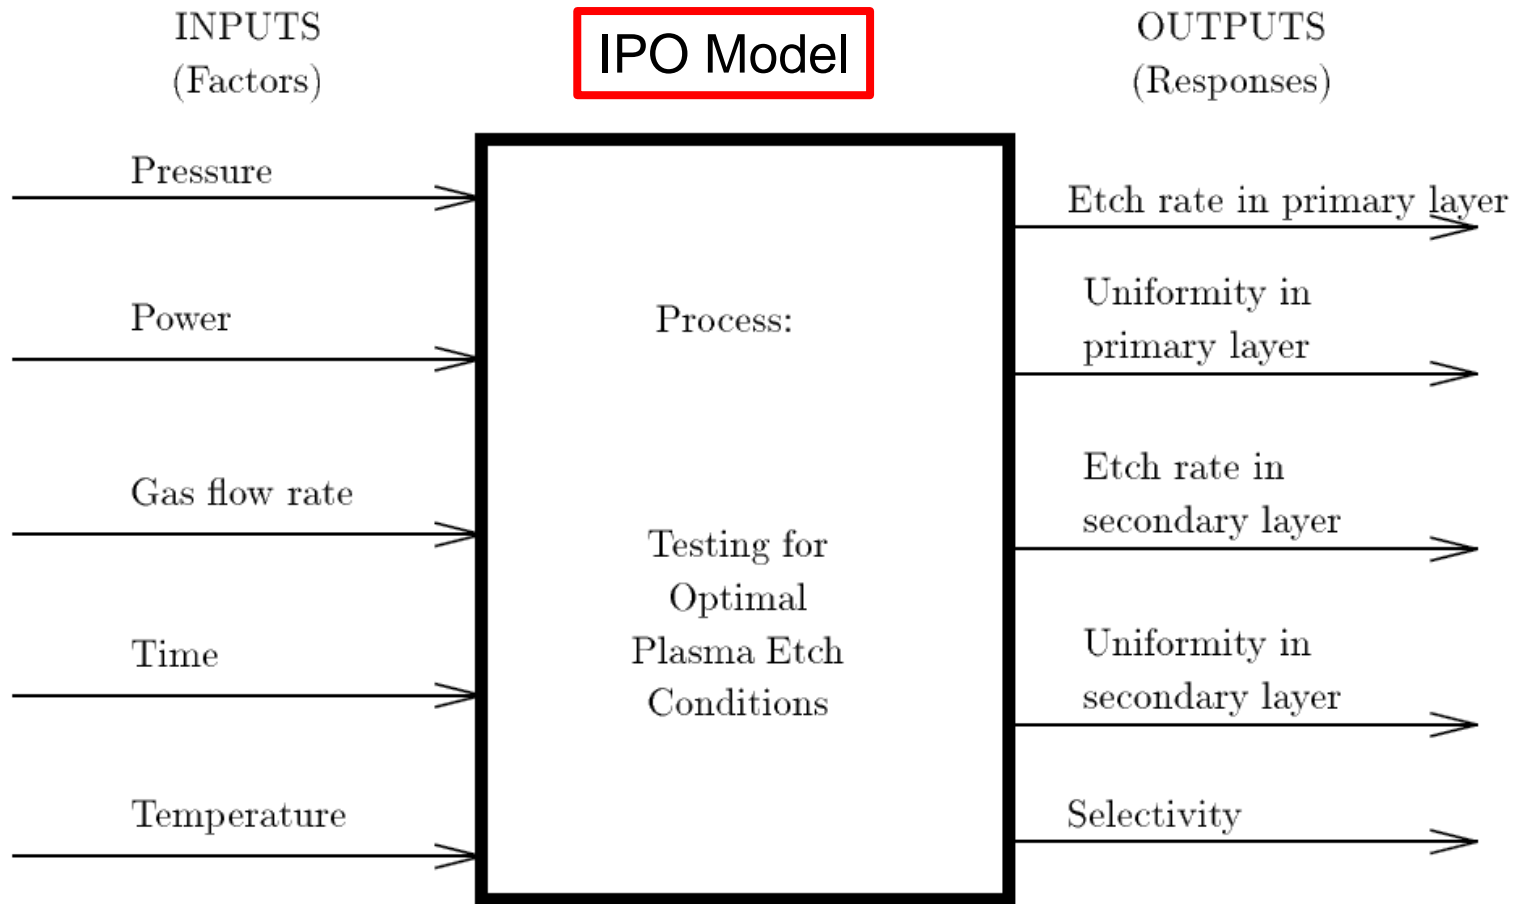 INPUTS
(Factors)
IPO Model
OUTPUTS
(Responses)
Pressure
Power
Gas flow rate
Time
Temperature
Process:
Testing for
Optimal
Plasma Etch
Conditions
Etch rate in primary layer
Uniformity in
primary layer
Etch rate in
secondary layer
Uniformity in
secondary layer
Selectivity